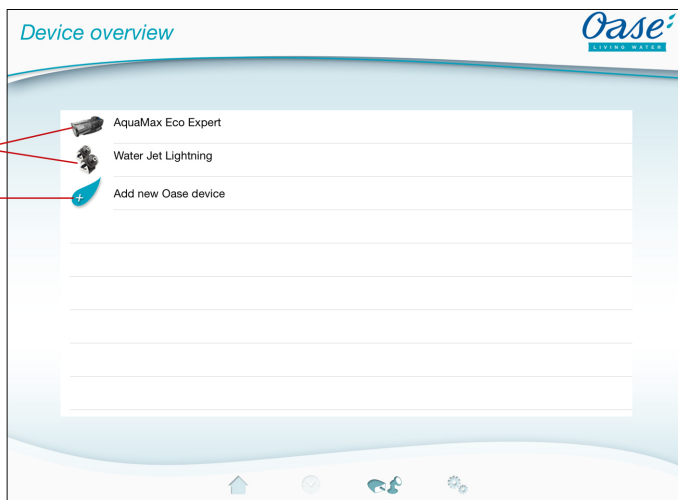 Device overview
Oase
LIVING WATER
AquaMax Eco Expert
Water Jet Lightning
+
Add new Oase device